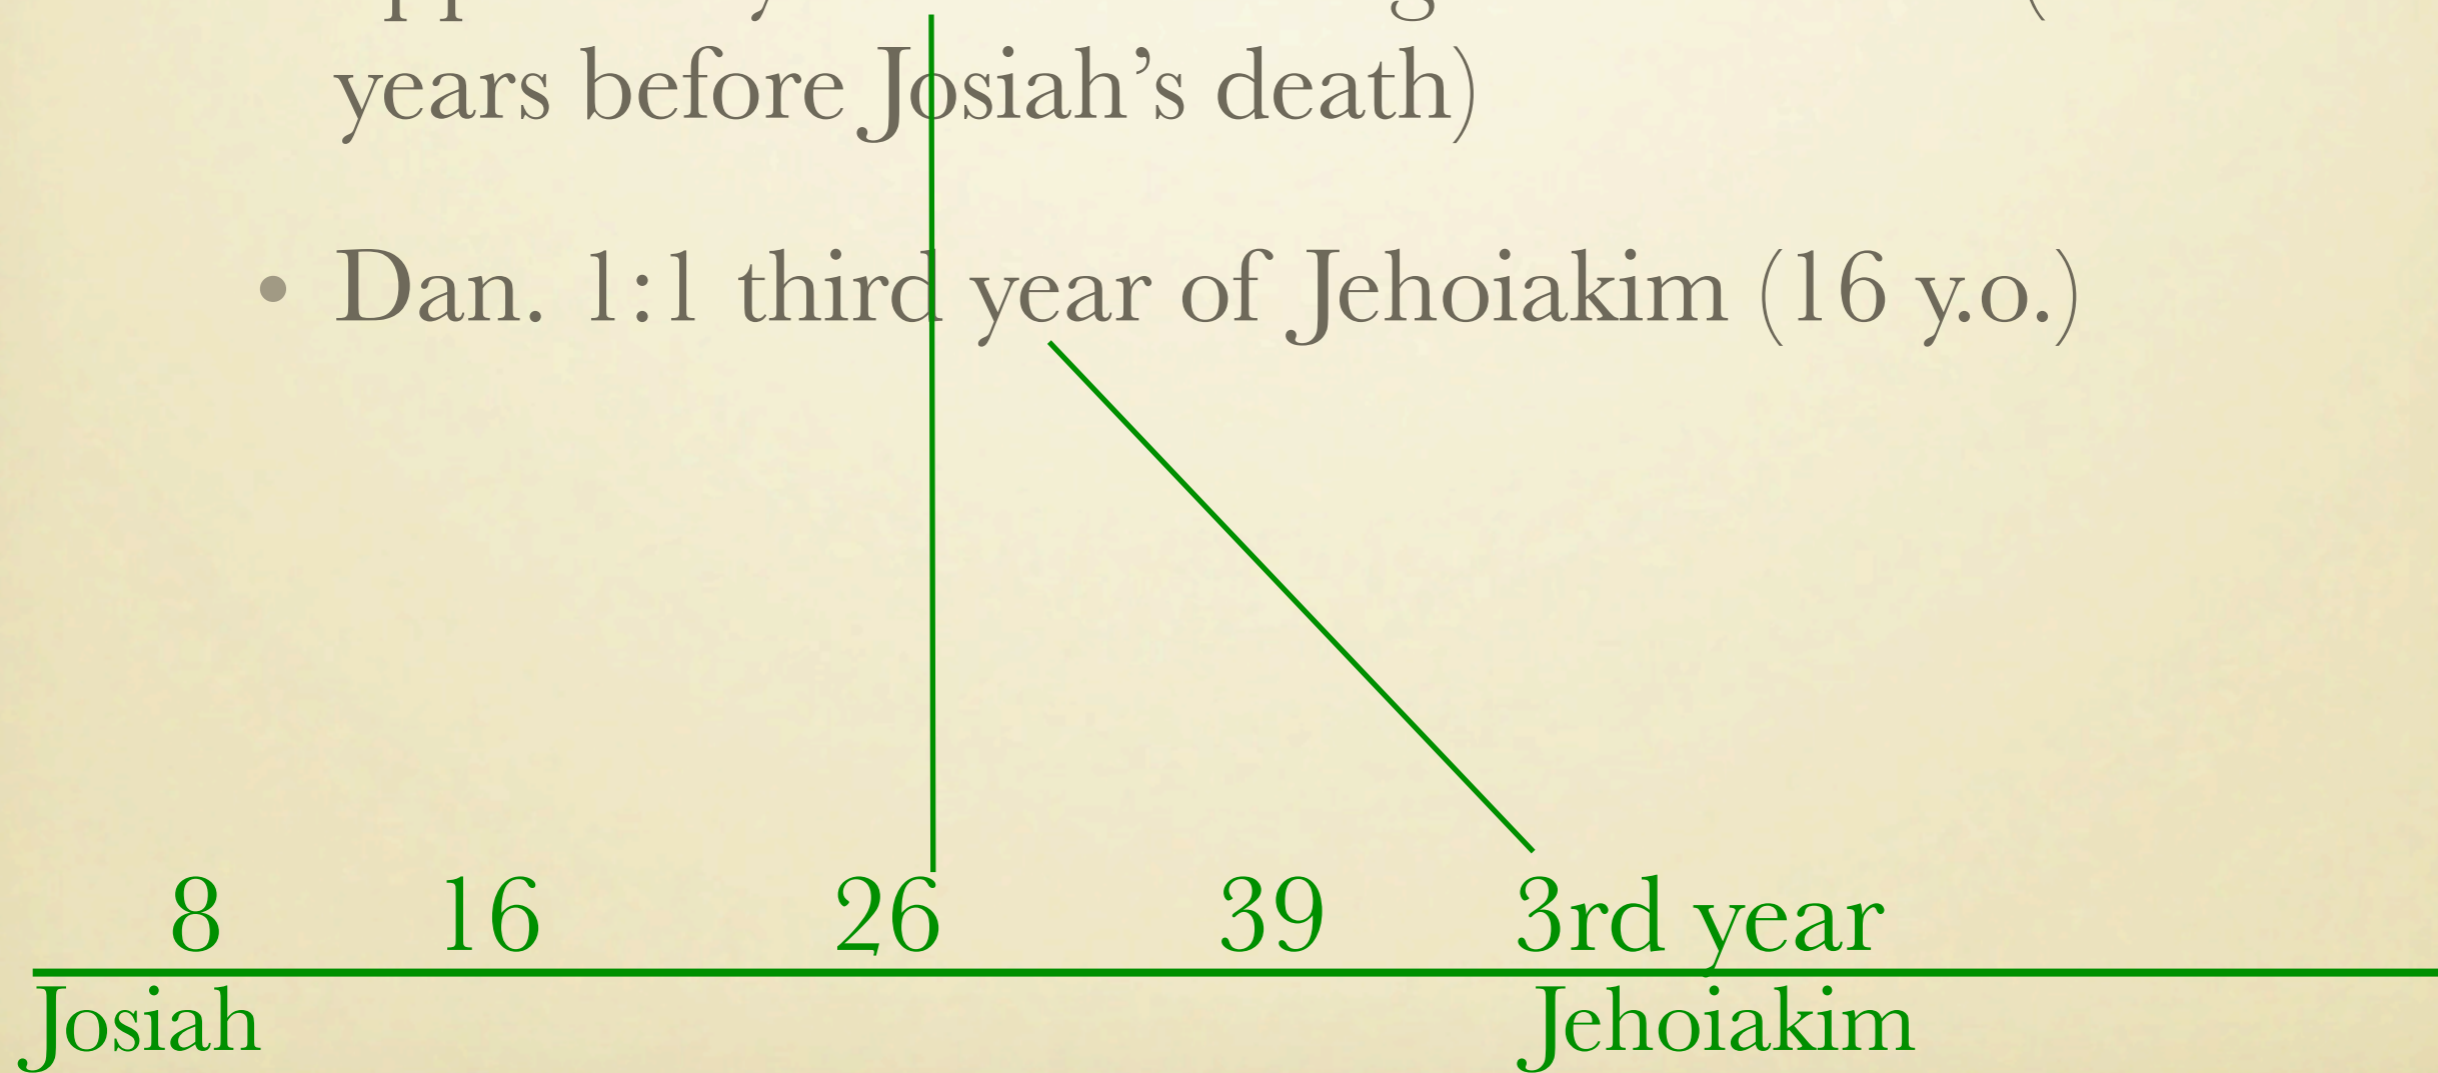 years before Josiah’s death)
• Dan. 1:1 third year of Jehoiakim (16 y.o.)
8 16 26 39 3rd year
Josiah Jehoiakim